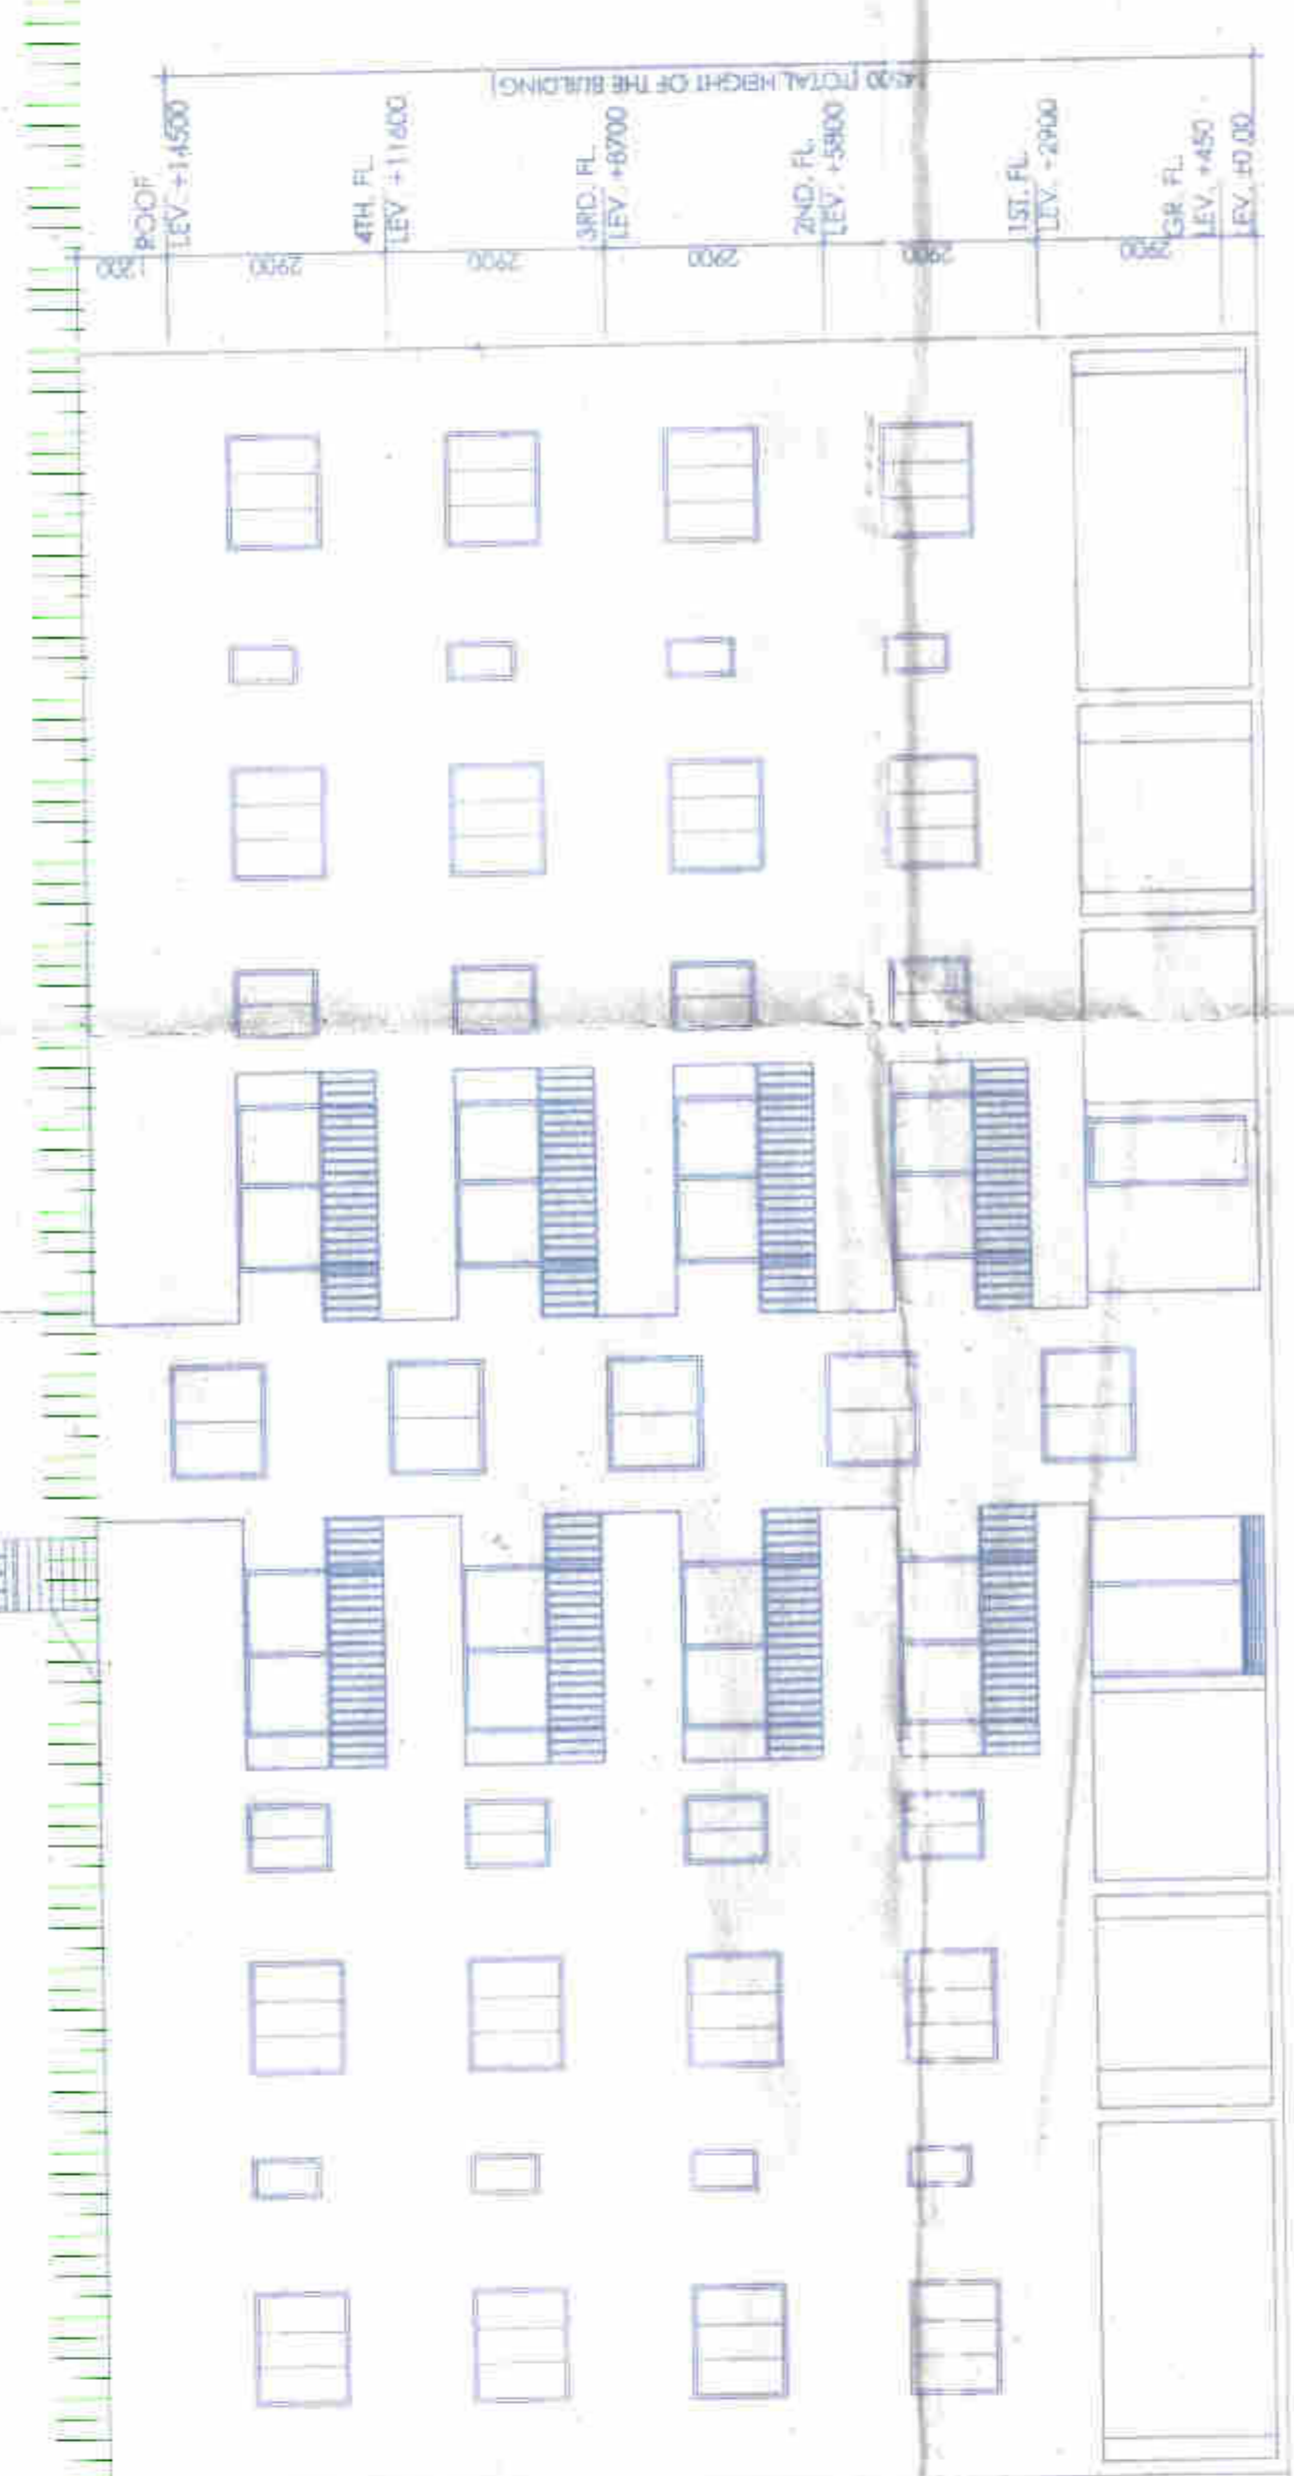 14500 (TOTAL HEIGHT OF THE BUILDING)
ROOF
LEV. +14500
4TH. FL.
LEV. +11600
3RD. FL.
LEV. +8700
2ND. FL.
LEV. +5800
1ST. FL.
LEV. +2900
GR. FL.
LEV. +450
LEV. ±0.00
1200
2900
2900
2900
2900
2900